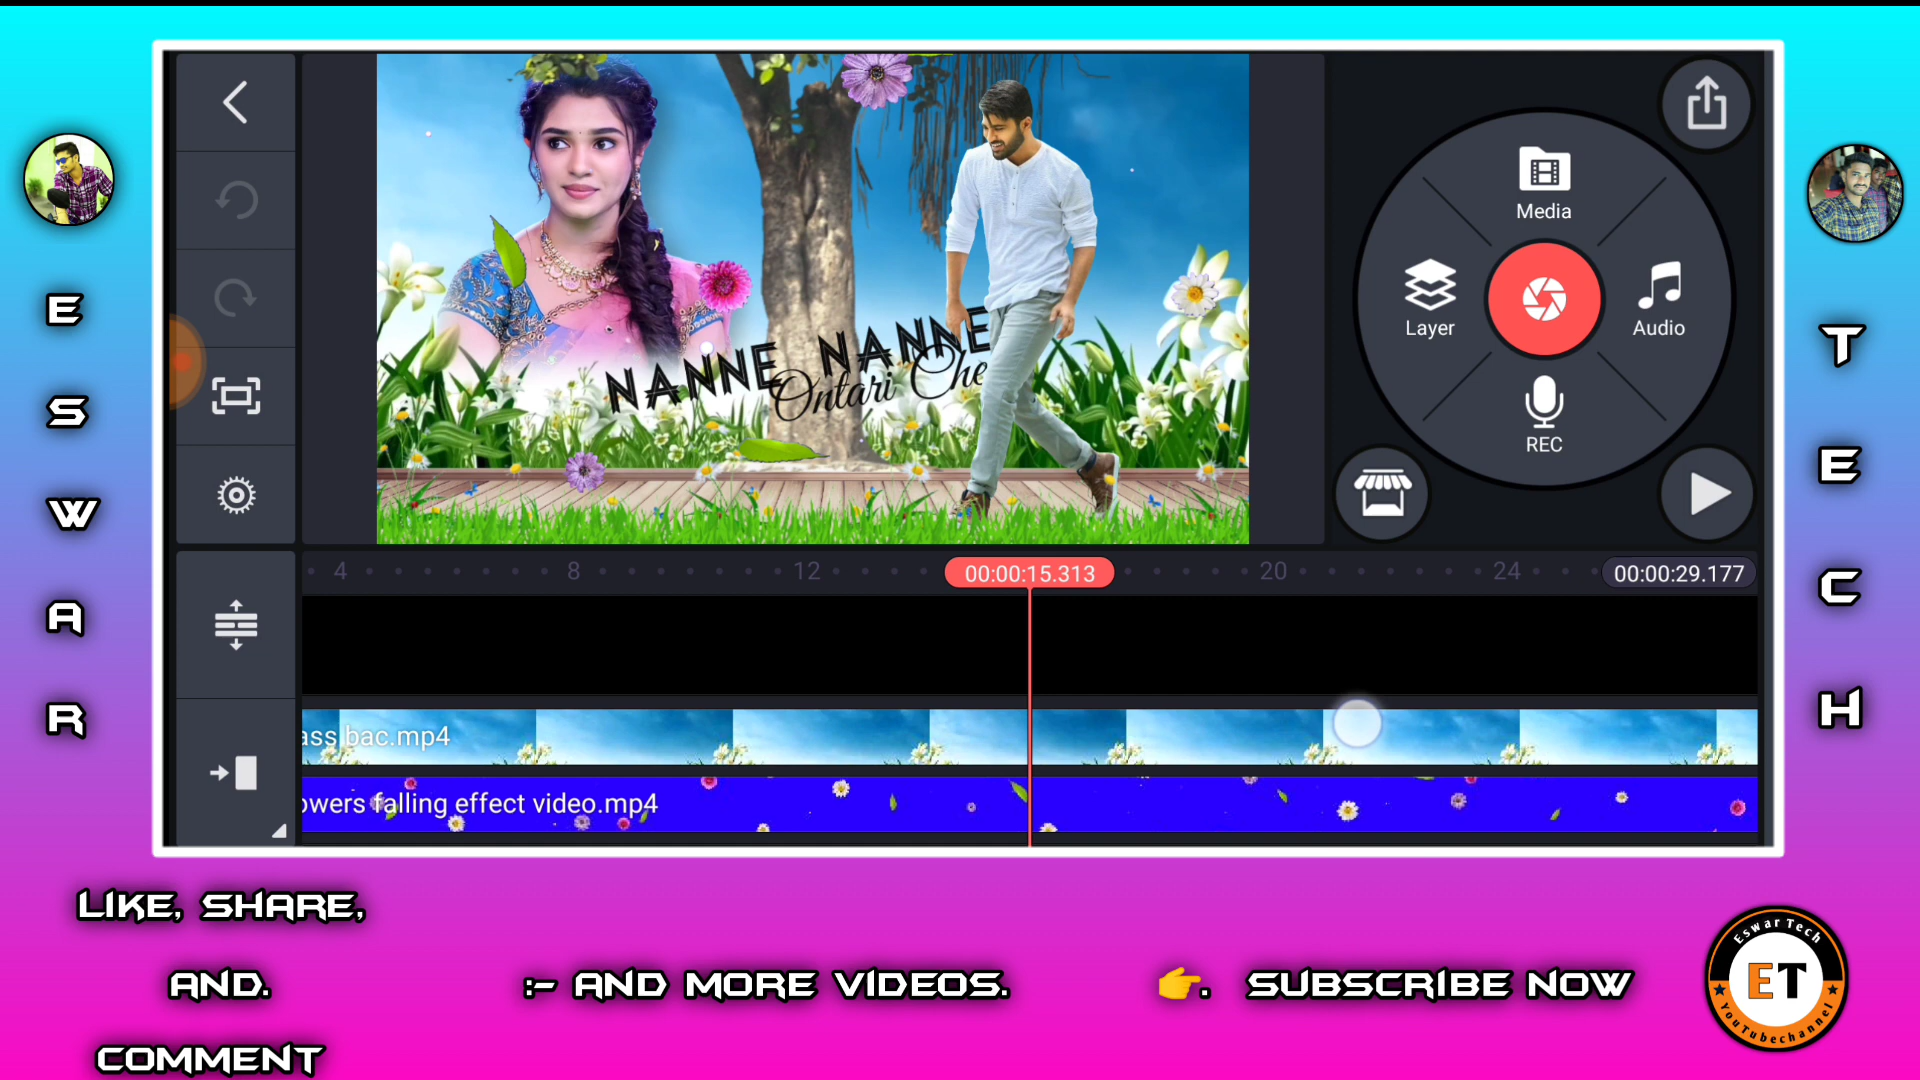 E
S
W
A
R
T
E
C
H
NANNE NANNE
Ontari Che
Media
Layer
Audio
REC
4
8
12
00:00:15.313
20
24
00:00:29.177
ass bac.mp4
owers falling effect video.mp4
LIKE, SHARE,
AND.
COMMENT
:- AND MORE VIDEOS.
👉. SUBSCRIBE NOW
Eswar Tech
ET
YouTubechannel